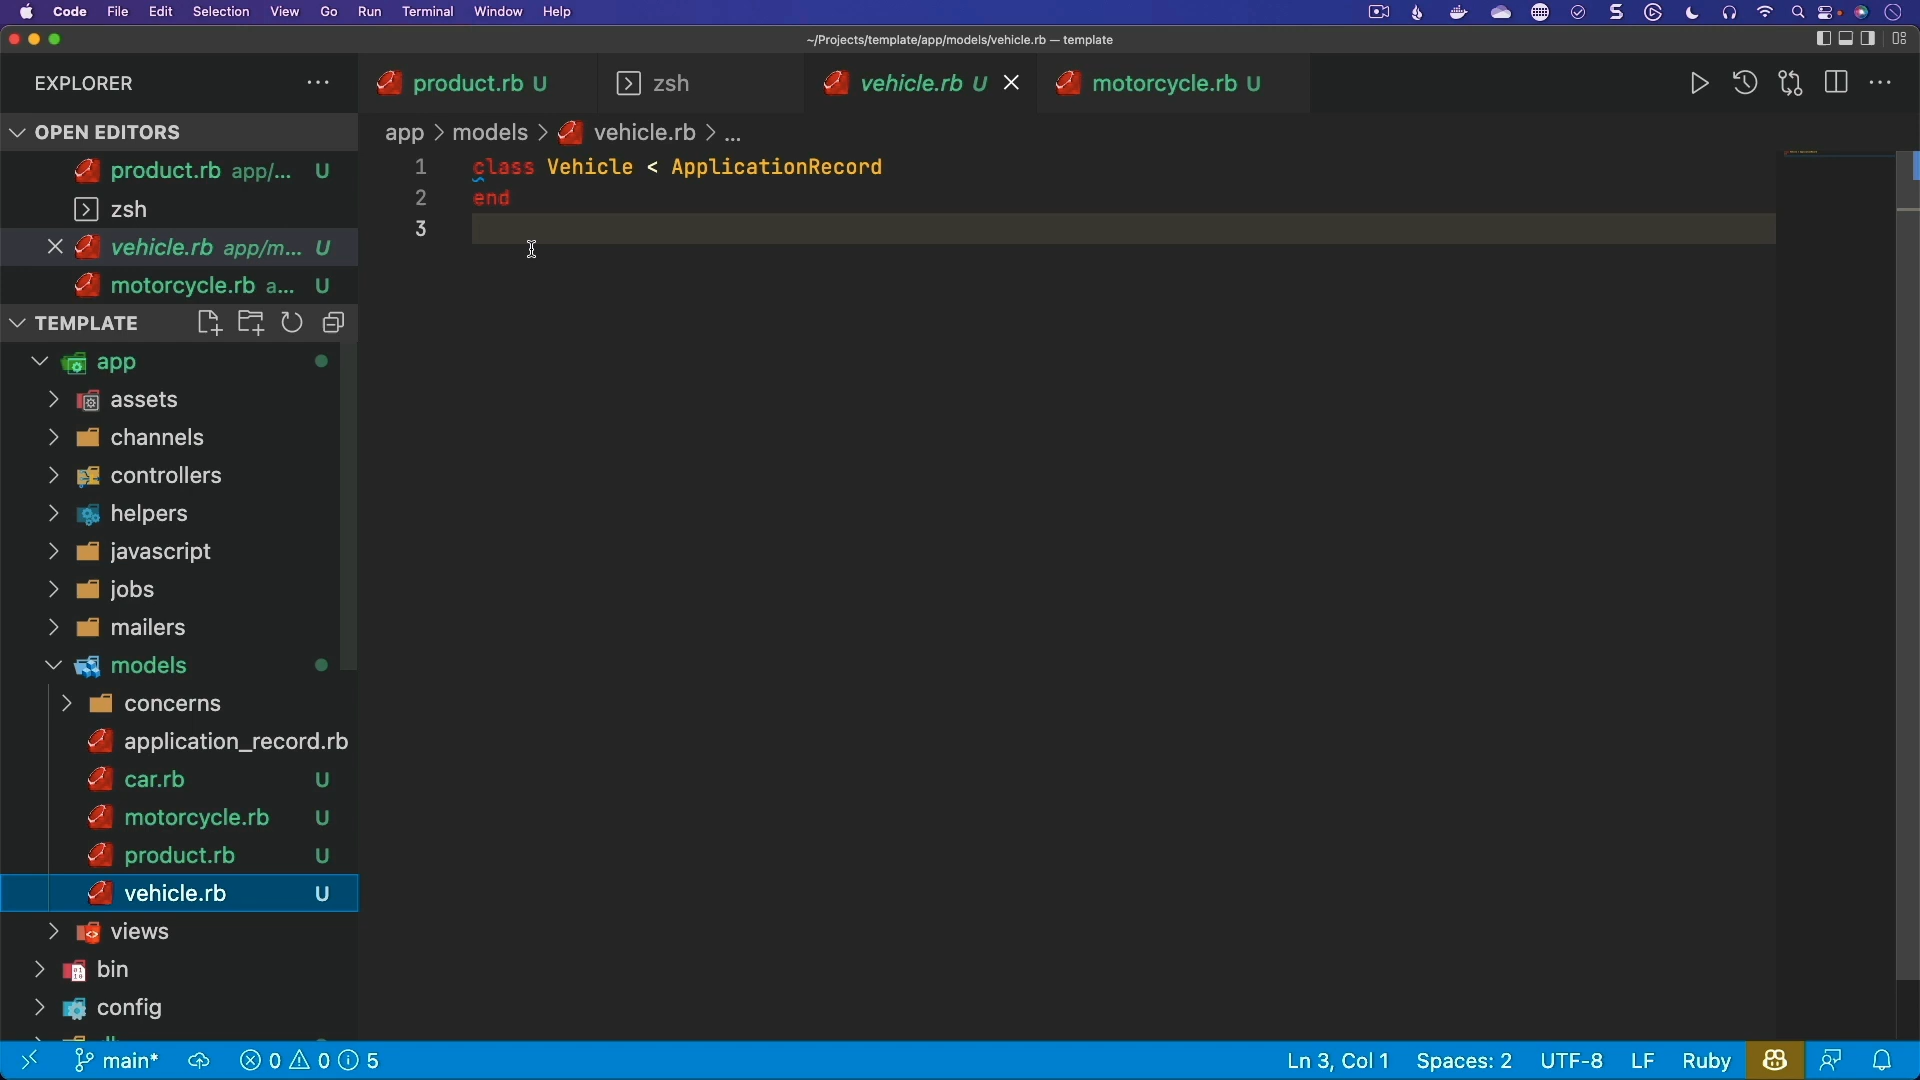 Code File Edit Selection View Go Run Terminal Window Help
~/Projects/template/app/models/vehicle.rb — template
EXPLORER
product.rb U
zsh
vehicle.rb U
motorcycle.rb U
OPEN EDITORS
product.rb app/... U
zsh
vehicle.rb app/m... U
motorcycle.rb a... U
TEMPLATE
app
assets
channels
controllers
helpers
javascript
jobs
mailers
models
concerns
application_record.rb
car.rb U
motorcycle.rb U
product.rb U
vehicle.rb U
views
bin
config
app > models > vehicle.rb > ...
1 class Vehicle < ApplicationRecord
2 end
3
main* 0 0 5
Ln 3, Col 1 Spaces: 2 UTF-8 LF Ruby